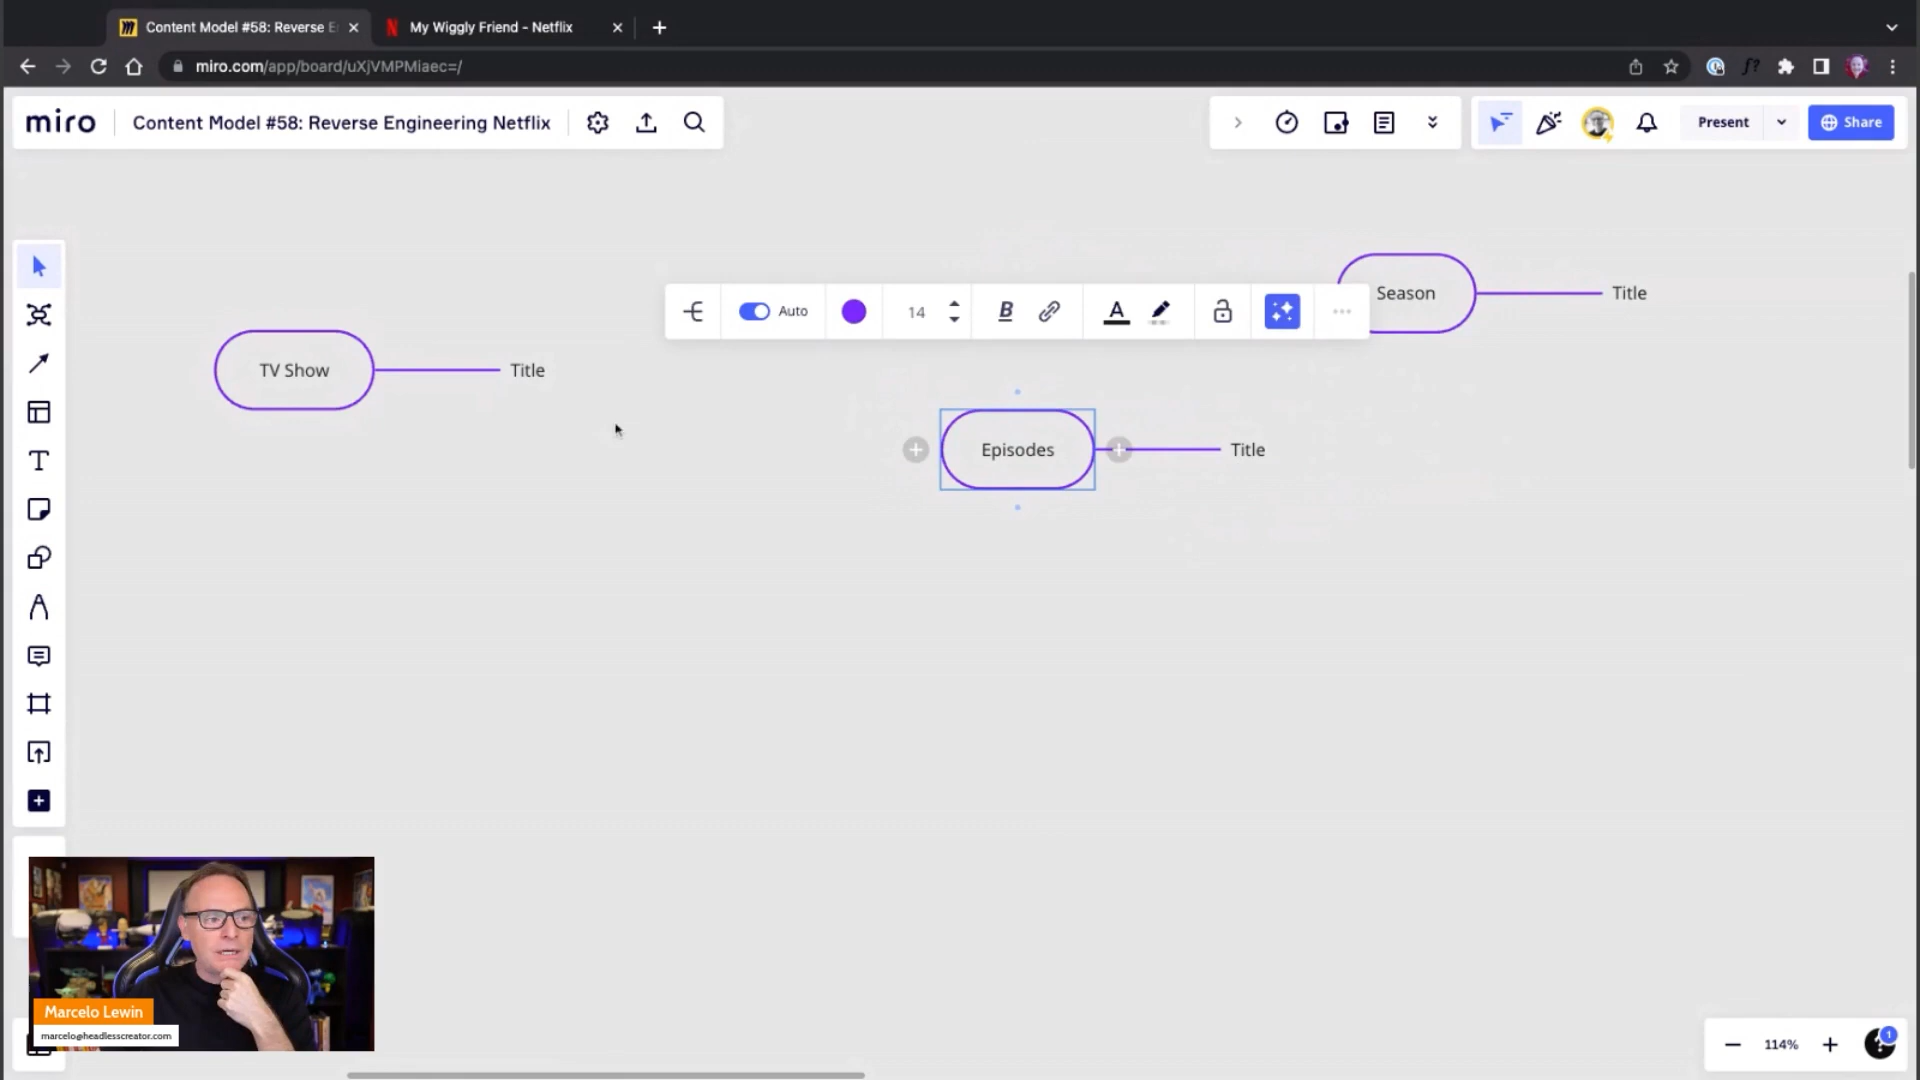 Content Model #58: Reverse E
My Wiggly Friend - Netflix
miro.com/app/board/uXjVMPMiaec=/
miro
Content Model #58: Reverse Engineering Netflix
Present
Share
Season
Title
Auto
14
B
A
TV Show
Title
Episodes
Title
Marcelo Lewin
marcelo@headlesscreator.com
114%
1